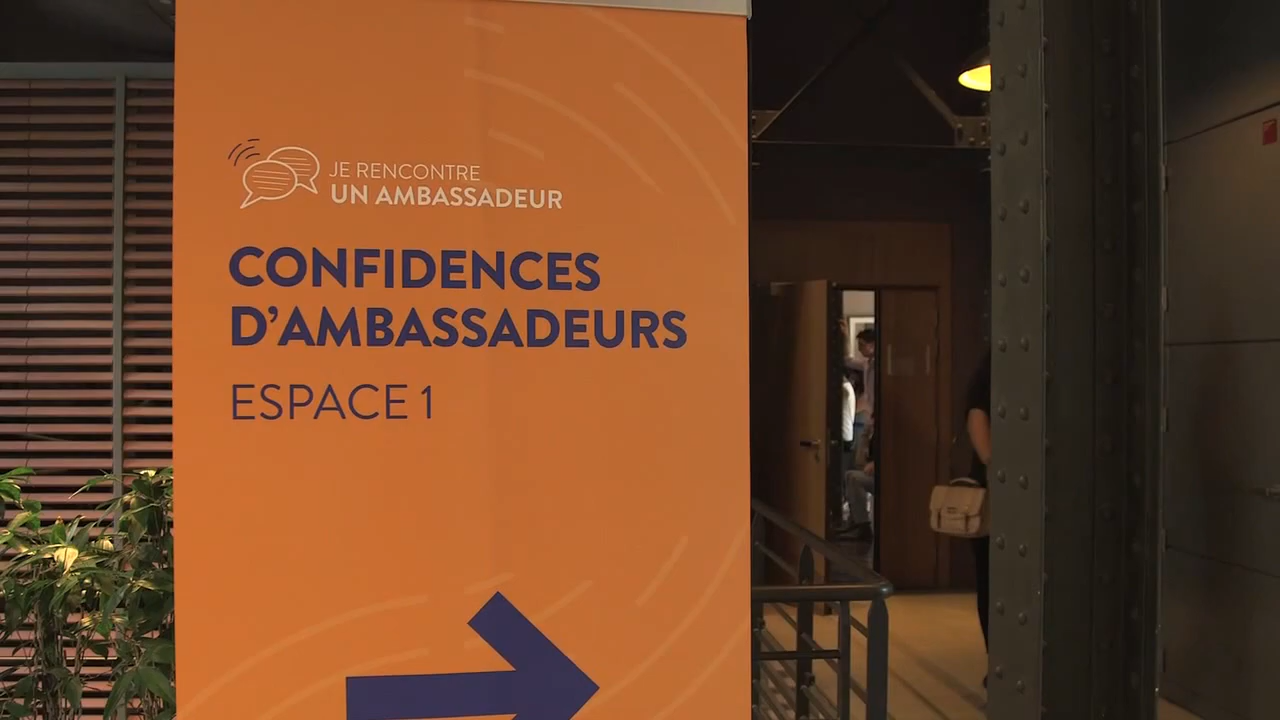 JE RENCONTRE
UN AMBASSADEUR
CONFIDENCES
D’AMBASSADEURS
ESPACE 1